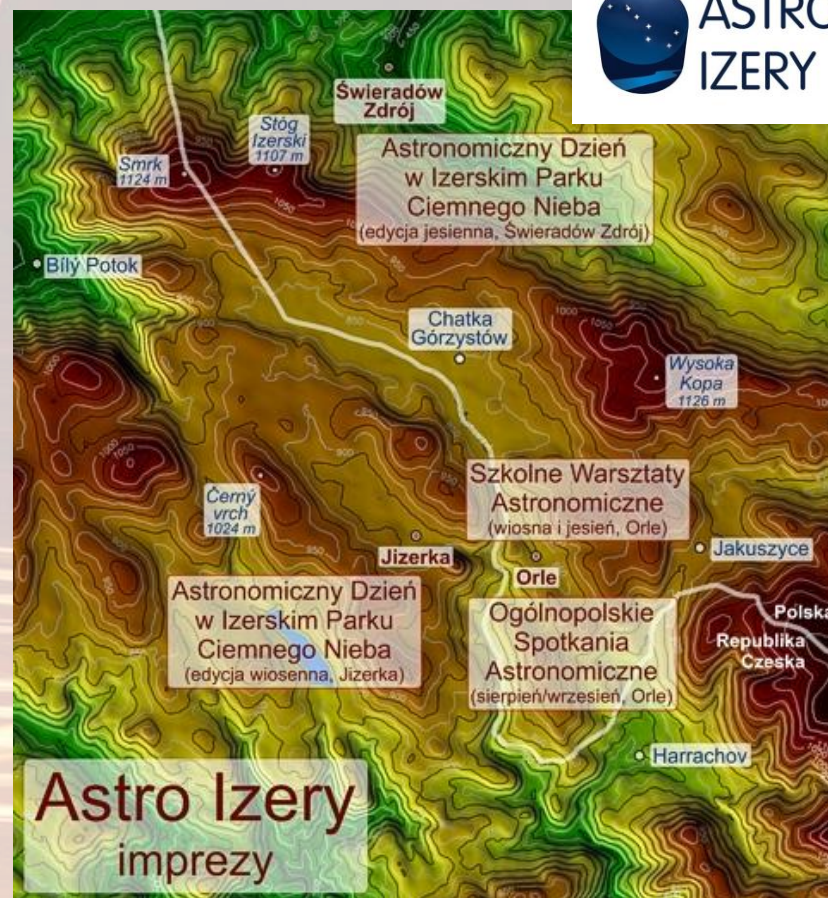 ASTRO
IZERY
Świeradów
Zdrój
Stóg
Izerski
1107 m
Smrk
1124 m
Astronomiczny Dzień
w Izerskim Parku
Ciemnego Nieba
(edycja jesienna, Świeradów Zdrój)
Bílý Potok
Chatka
Górzystów
Wysoka
Kopa
1126 m
Szkolne Warsztaty
Astronomiczne
(wiosna i jesień, Orle)
Černý
vrch
1024 m
Jizerka
Orle
Jakuszyce
Astronomiczny Dzień
w Izerskim Parku
Ciemnego Nieba
(edycja wiosenna, Jizerka)
Ogólnopolskie
Spotkania
Astronomiczne
(sierpień/wrzesień, Orle)
Polska
Republika
Czeska
Harrachov
Astro Izery
imprezy